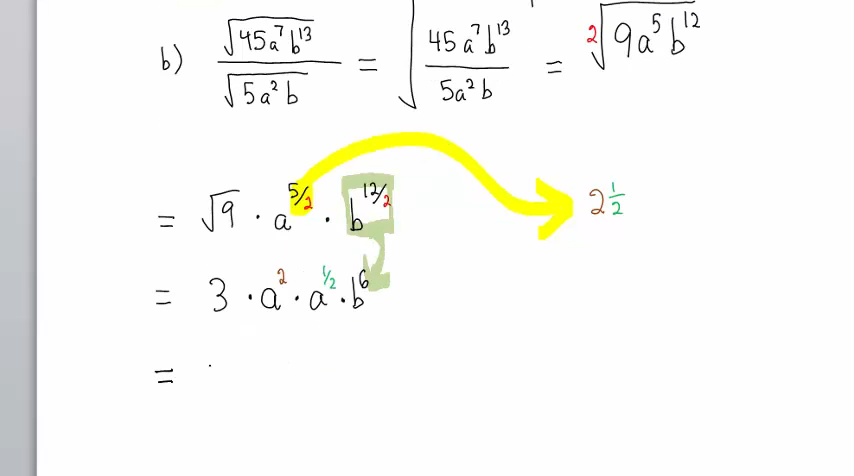 b) √45a⁷b¹³ / √5a²b = √(45a⁷b¹³ / 5a²b) = ²√9a⁵b¹²
= √9 · a^5/2 · b^12/2 2 1/2
= 3 · a² · a^1/2 · b⁶
=